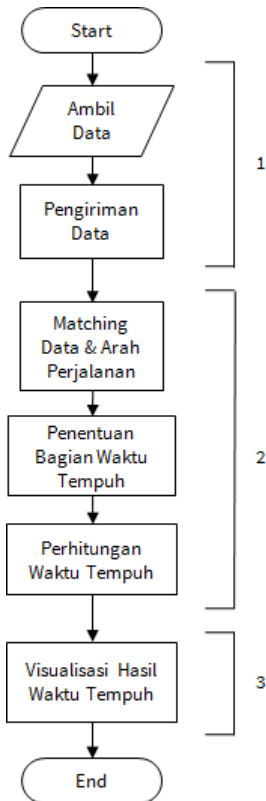 Start
Ambil
Data
1
Pengiriman
Data
Matching
Data & Arah
Perjalanan
Penentuan
Bagian Waktu
Tempuh
2
Perhitungan
Waktu Tempuh
Visualisasi Hasil
Waktu Tempuh
3
End